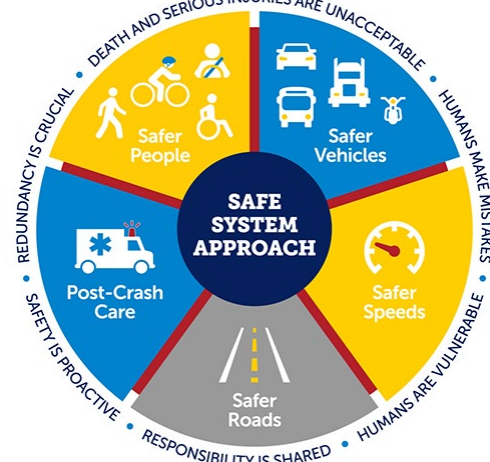 DEATH AND SERIOUS INJURIES ARE UNACCEPTABLE
HUMANS MAKE MISTAKES
HUMANS ARE VULNERABLE
RESPONSIBILITY IS SHARED
SAFETY IS PROACTIVE
REDUNDANCY IS CRUCIAL
Safer
People
Safer
Vehicles
SAFE
SYSTEM
APPROACH
Post-Crash
Care
Safer
Speeds
Safer
Roads